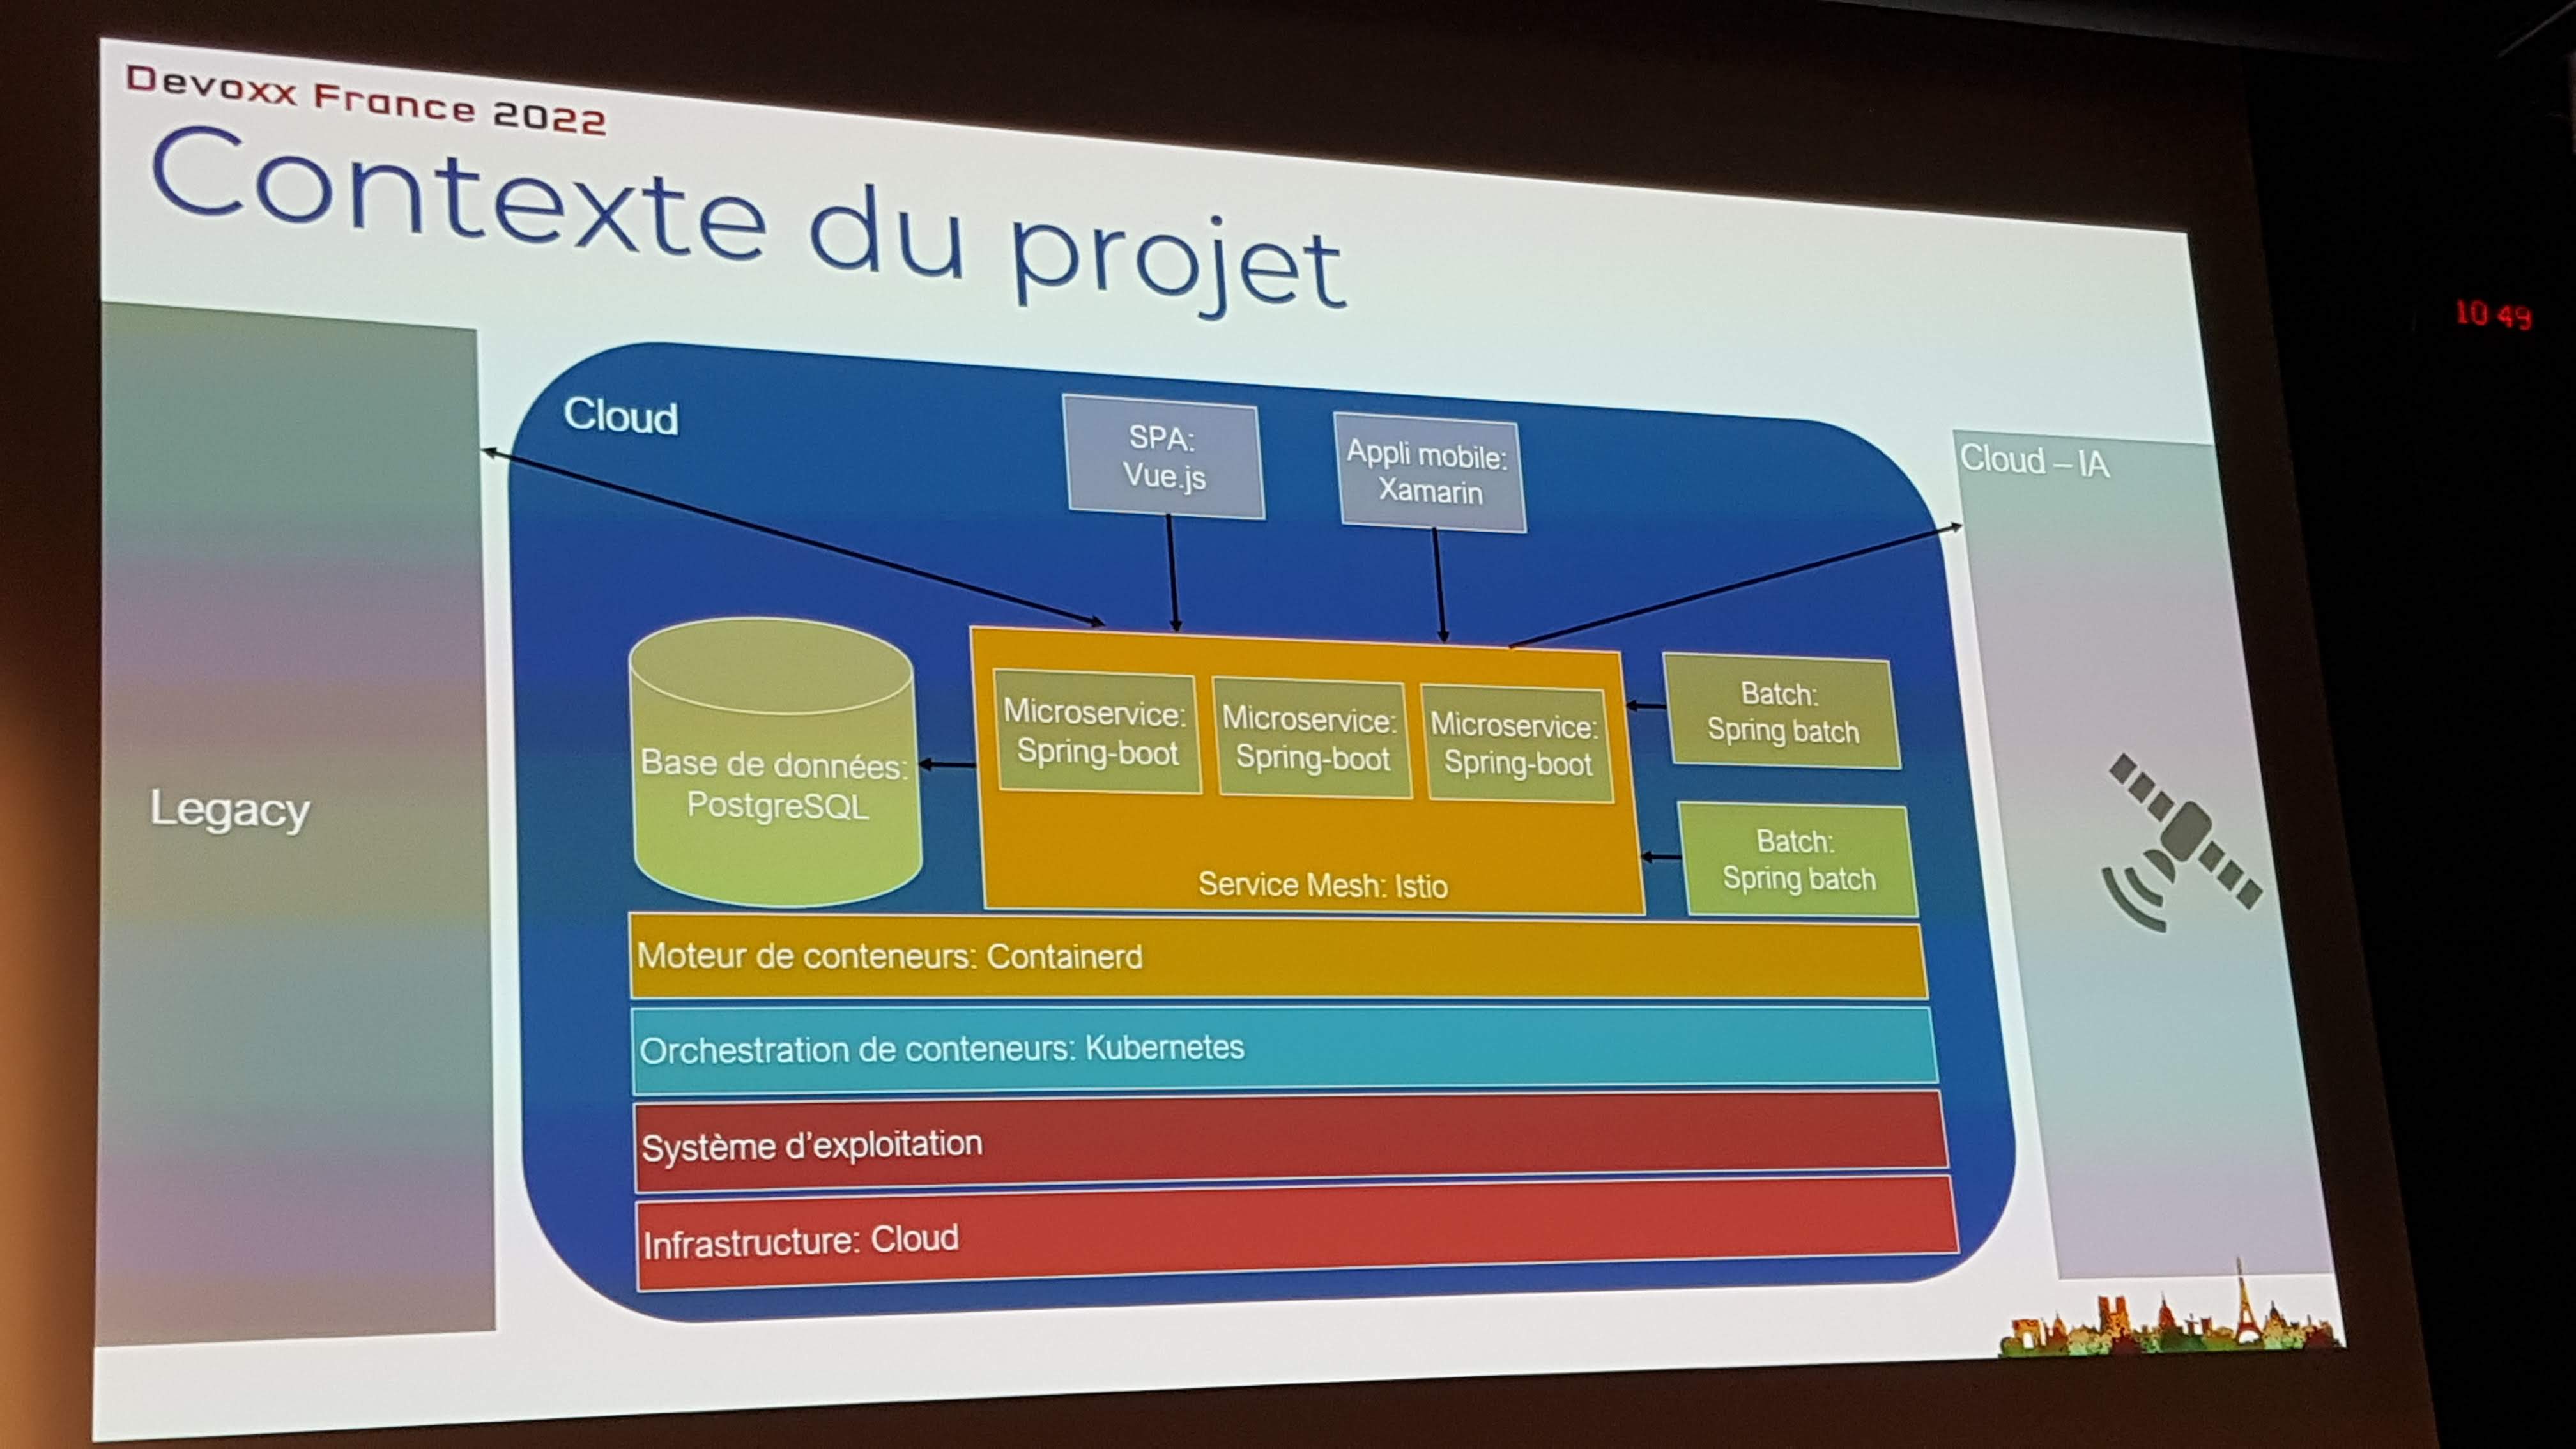 Devoxx France 2022
Contexte du projet
10 49
Cloud
SPA:
Vue.js
Appli mobile:
Xamarin
Cloud – IA
Legacy
Base de données:
PostgreSQL
Microservice:
Spring-boot
Microservice:
Spring-boot
Microservice:
Spring-boot
Service Mesh: Istio
Batch:
Spring batch
Batch:
Spring batch
Moteur de conteneurs: Containerd
Orchestration de conteneurs: Kubernetes
Système d’exploitation
Infrastructure: Cloud